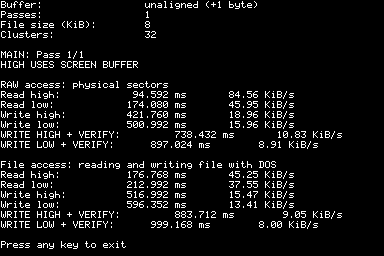 Buffer:             unaligned (+1 byte)
Passes:             1
File size (KiB):    8
Clusters:           32
MAIN: Pass 1/1
HIGH USES SCREEN BUFFER
RAW access: physical sectors
Read high:          94.592 ms      84.56 KiB/s
Read low:          174.080 ms      45.95 KiB/s
Write high:        421.760 ms      18.96 KiB/s
Write low:         500.992 ms      15.96 KiB/s
WRITE HIGH + VERIFY:       738.432 ms      10.83 KiB/s
WRITE LOW + VERIFY:        897.024 ms       8.91 KiB/s
File access: reading and writing file with DOS
Read high:         176.768 ms      45.25 KiB/s
Read low:          212.992 ms      37.55 KiB/s
Write high:        516.992 ms      15.47 KiB/s
Write low:         596.352 ms      13.41 KiB/s
WRITE HIGH + VERIFY:       883.712 ms       9.05 KiB/s
WRITE LOW + VERIFY:        999.168 ms       8.00 KiB/s
Press any key to exit